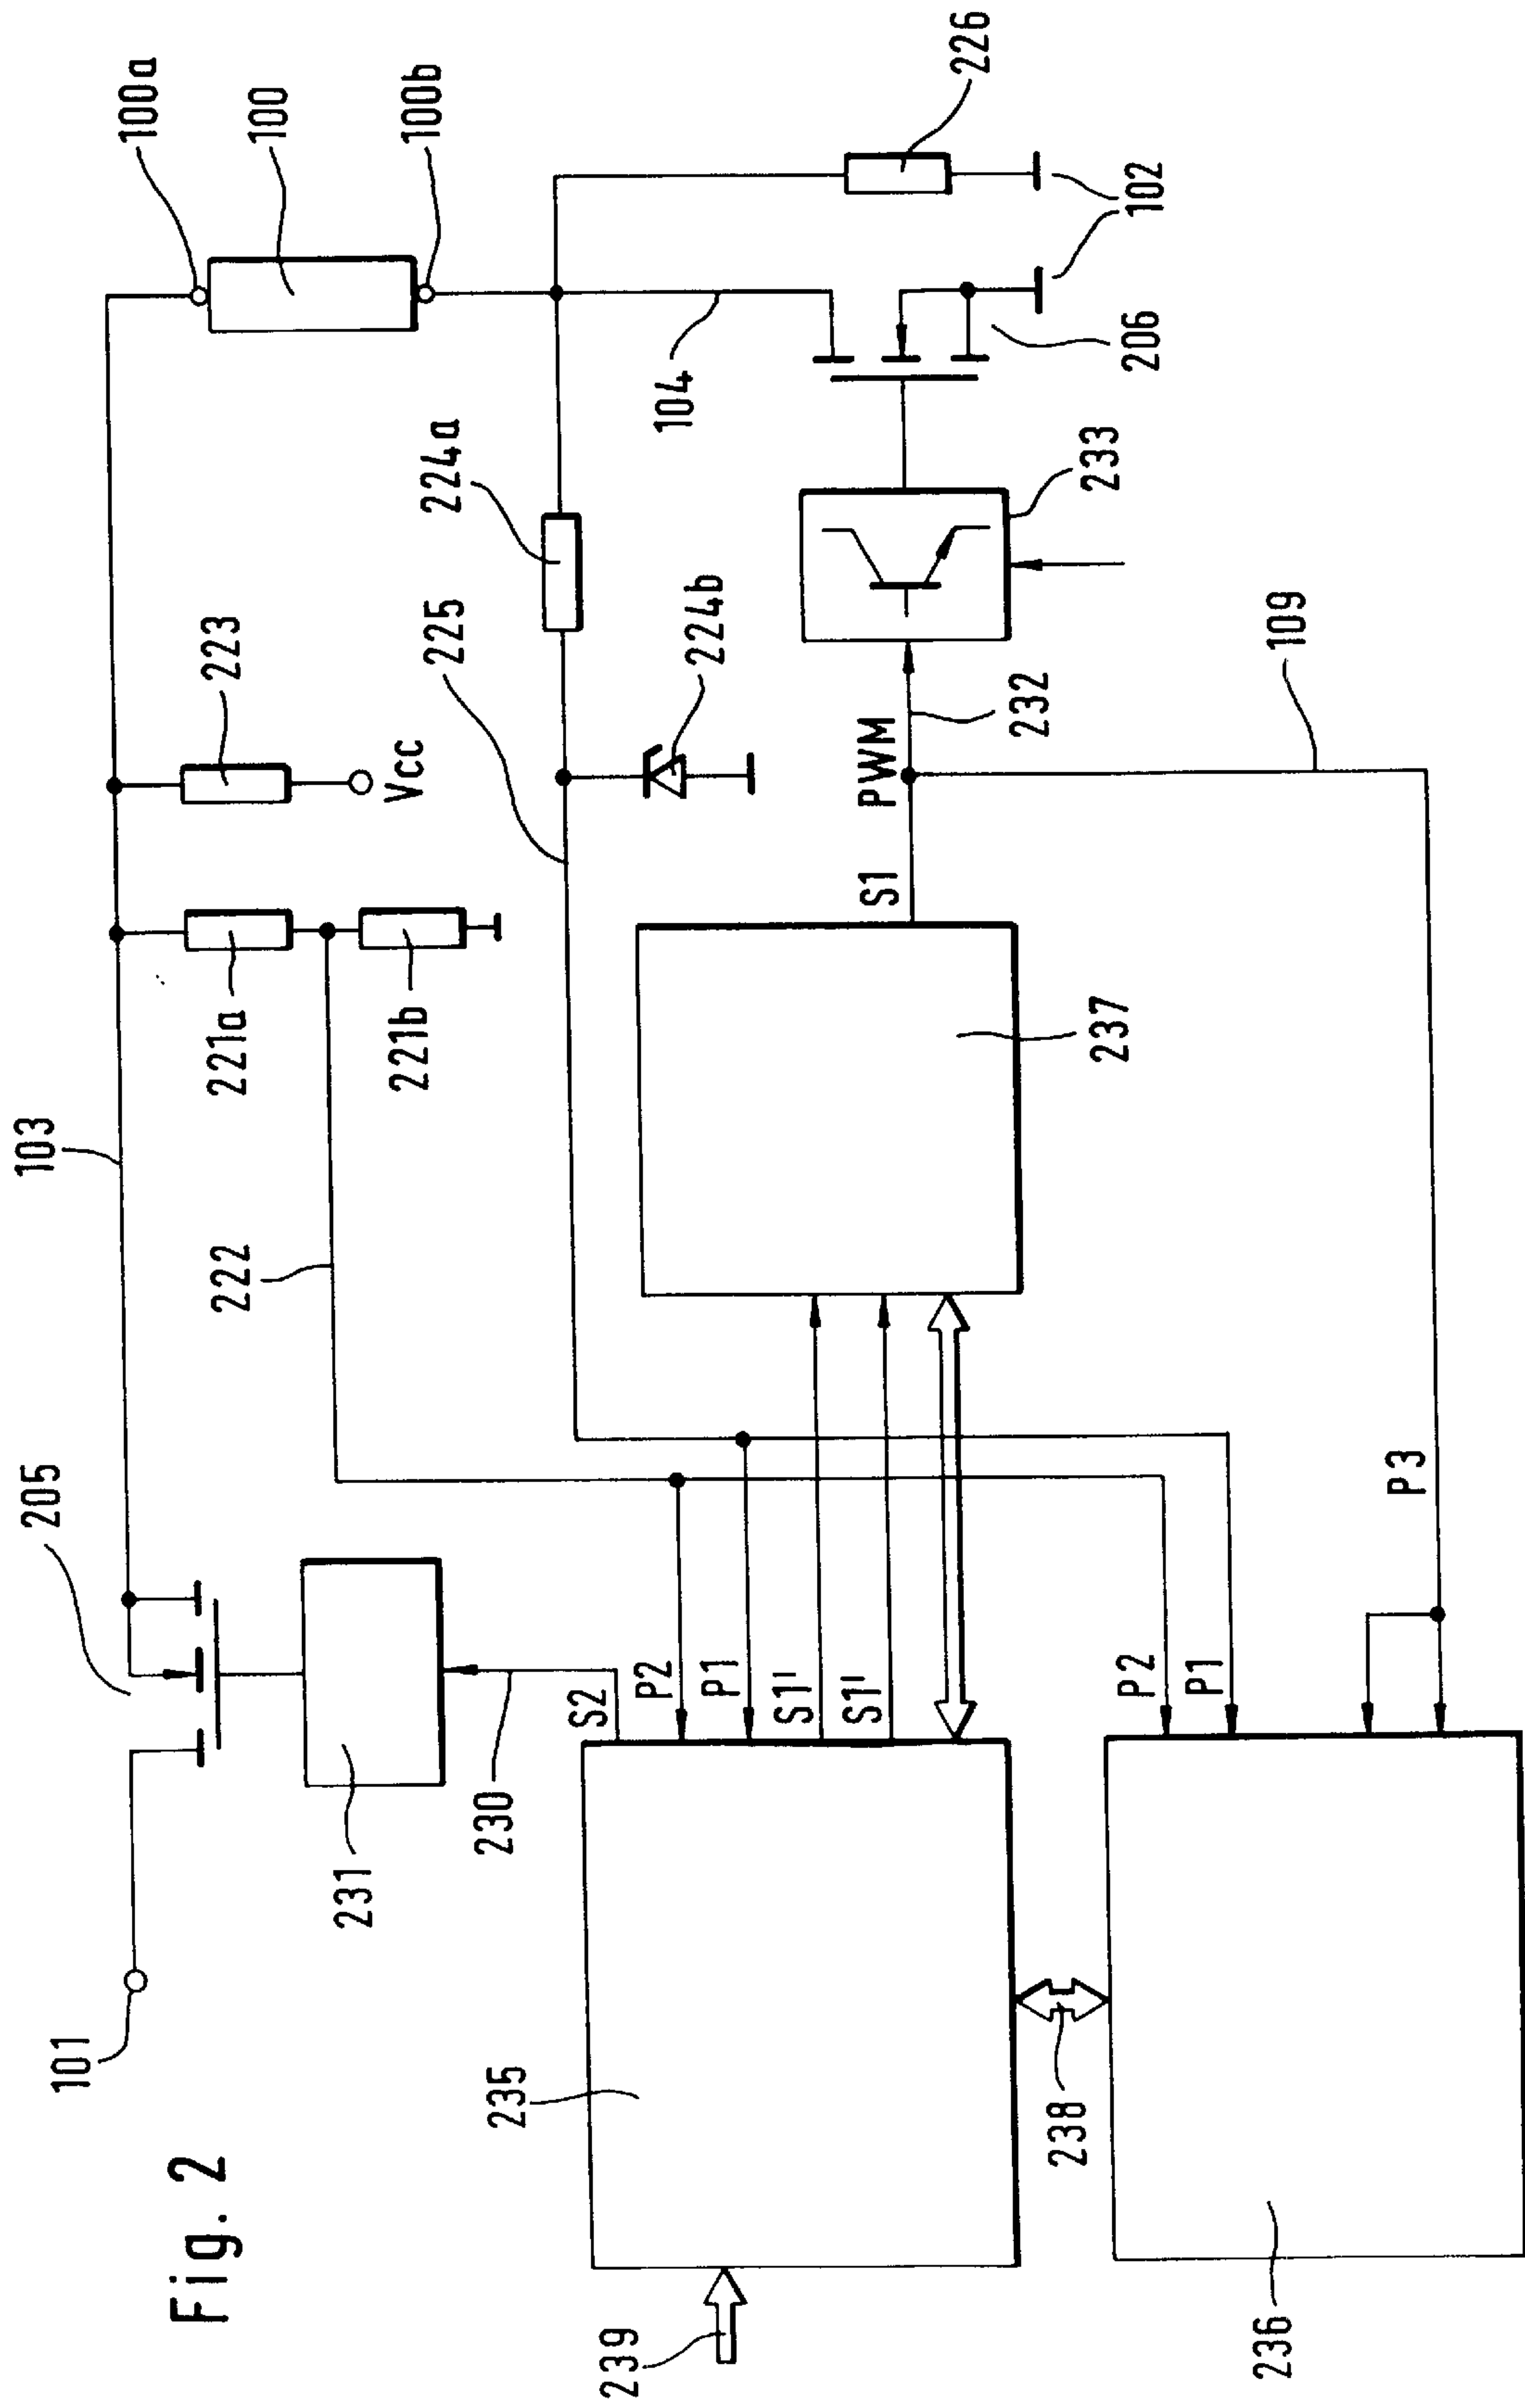 Fig. 2
101
205
103
100a
100
100b
223
Vcc
221a
221b
222
231
230
225
224a
224b
104
226
102
206
233
232
PWM
S1
237
109
S2
P2
P1
S1'
S1'
235
239
238
236
P2
P1
P3